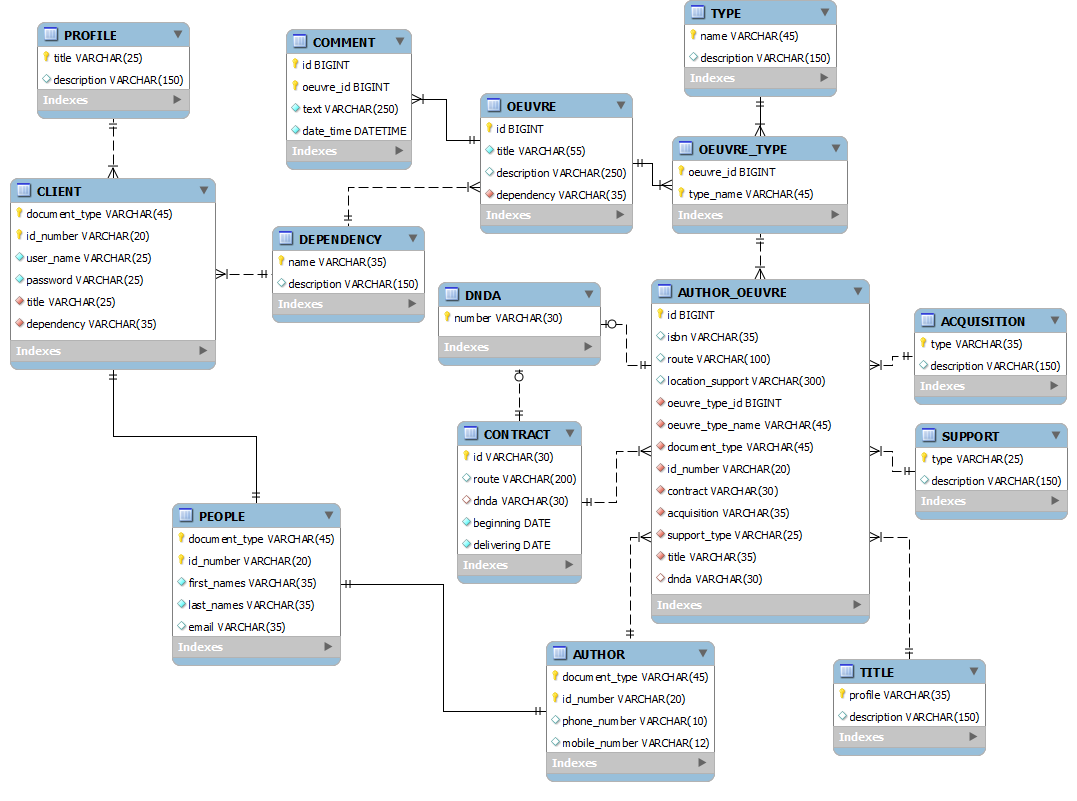 PROFILE
title VARCHAR(25)
description VARCHAR(150)
Indexes
COMMENT
id BIGINT
oeuvre_id BIGINT
text VARCHAR(250)
date_time DATETIME
Indexes
OEUVRE
id BIGINT
title VARCHAR(55)
description VARCHAR(250)
dependency VARCHAR(35)
Indexes
TYPE
name VARCHAR(45)
description VARCHAR(150)
Indexes
OEUVRE_TYPE
oeuvre_id BIGINT
type_name VARCHAR(45)
Indexes
CLIENT
document_type VARCHAR(45)
id_number VARCHAR(20)
user_name VARCHAR(25)
password VARCHAR(25)
title VARCHAR(25)
dependency VARCHAR(35)
Indexes
DEPENDENCY
name VARCHAR(35)
description VARCHAR(150)
Indexes
DNDA
number VARCHAR(30)
Indexes
AUTHOR_OEUVRE
id BIGINT
isbn VARCHAR(35)
route VARCHAR(100)
location_support VARCHAR(300)
oeuvre_type_id BIGINT
oeuvre_type_name VARCHAR(45)
document_type VARCHAR(45)
id_number VARCHAR(20)
contract VARCHAR(30)
acquisition VARCHAR(35)
support_type VARCHAR(25)
title VARCHAR(35)
dnda VARCHAR(30)
Indexes
ACQUISITION
type VARCHAR(35)
description VARCHAR(150)
Indexes
SUPPORT
type VARCHAR(25)
description VARCHAR(150)
Indexes
CONTRACT
id VARCHAR(30)
route VARCHAR(200)
dnda VARCHAR(30)
beginning DATE
delivering DATE
Indexes
PEOPLE
document_type VARCHAR(45)
id_number VARCHAR(20)
first_names VARCHAR(35)
last_names VARCHAR(35)
email VARCHAR(35)
Indexes
AUTHOR
document_type VARCHAR(45)
id_number VARCHAR(20)
phone_number VARCHAR(10)
mobile_number VARCHAR(12)
Indexes
TITLE
profile VARCHAR(35)
description VARCHAR(150)
Indexes